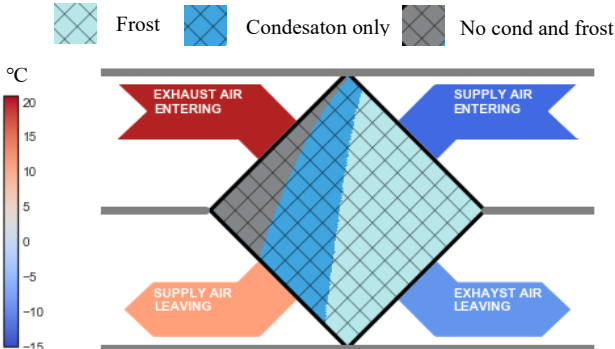 Frost
Condesaton only
No cond and frost
°C
20
15
10
5
0
−5
−10
−15
EXHAUST AIR
ENTERING
SUPPLY AIR
ENTERING
SUPPLY AIR
LEAVING
EXHAYST AIR
LEAVING